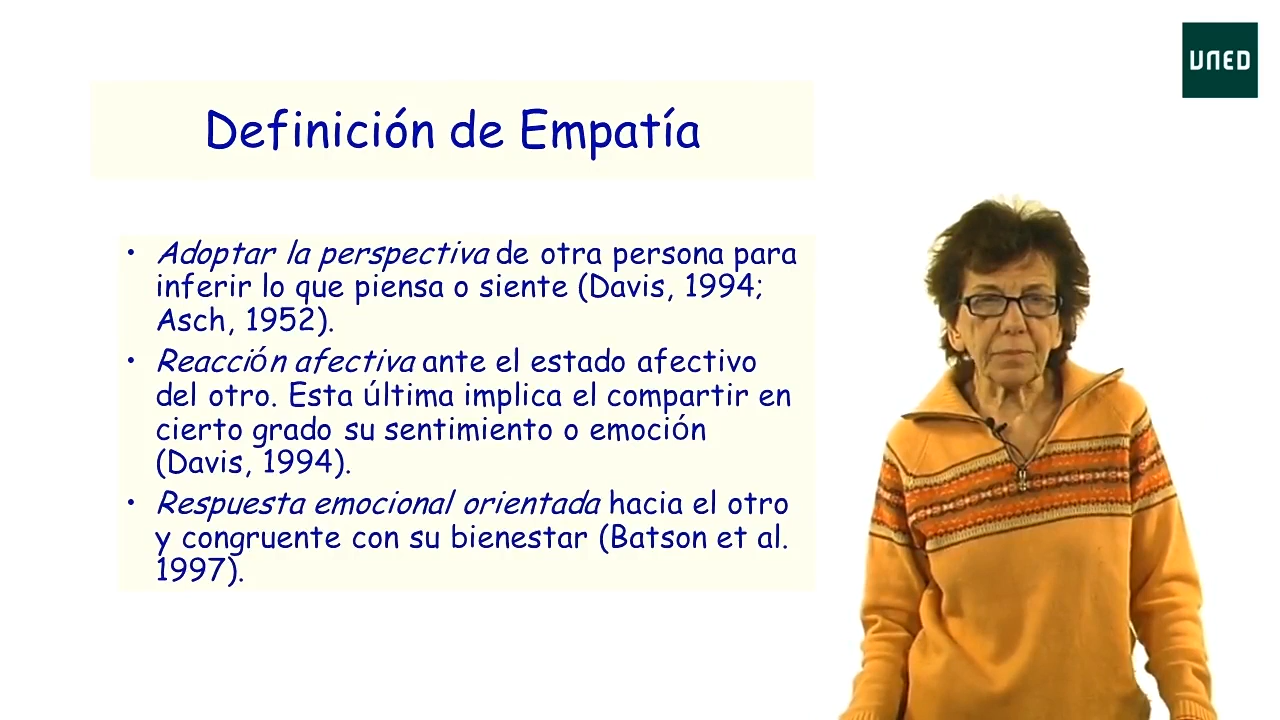 UNED
Definición de Empatía
• Adoptar la perspectiva de otra persona para
inferir lo que piensa o siente (Davis, 1994;
Asch, 1952).
• Reacción afectiva ante el estado afectivo
del otro. Esta última implica el compartir en
cierto grado su sentimiento o emoción
(Davis, 1994).
• Respuesta emocional orientada hacia el otro
y congruente con su bienestar (Batson et al.
1997).